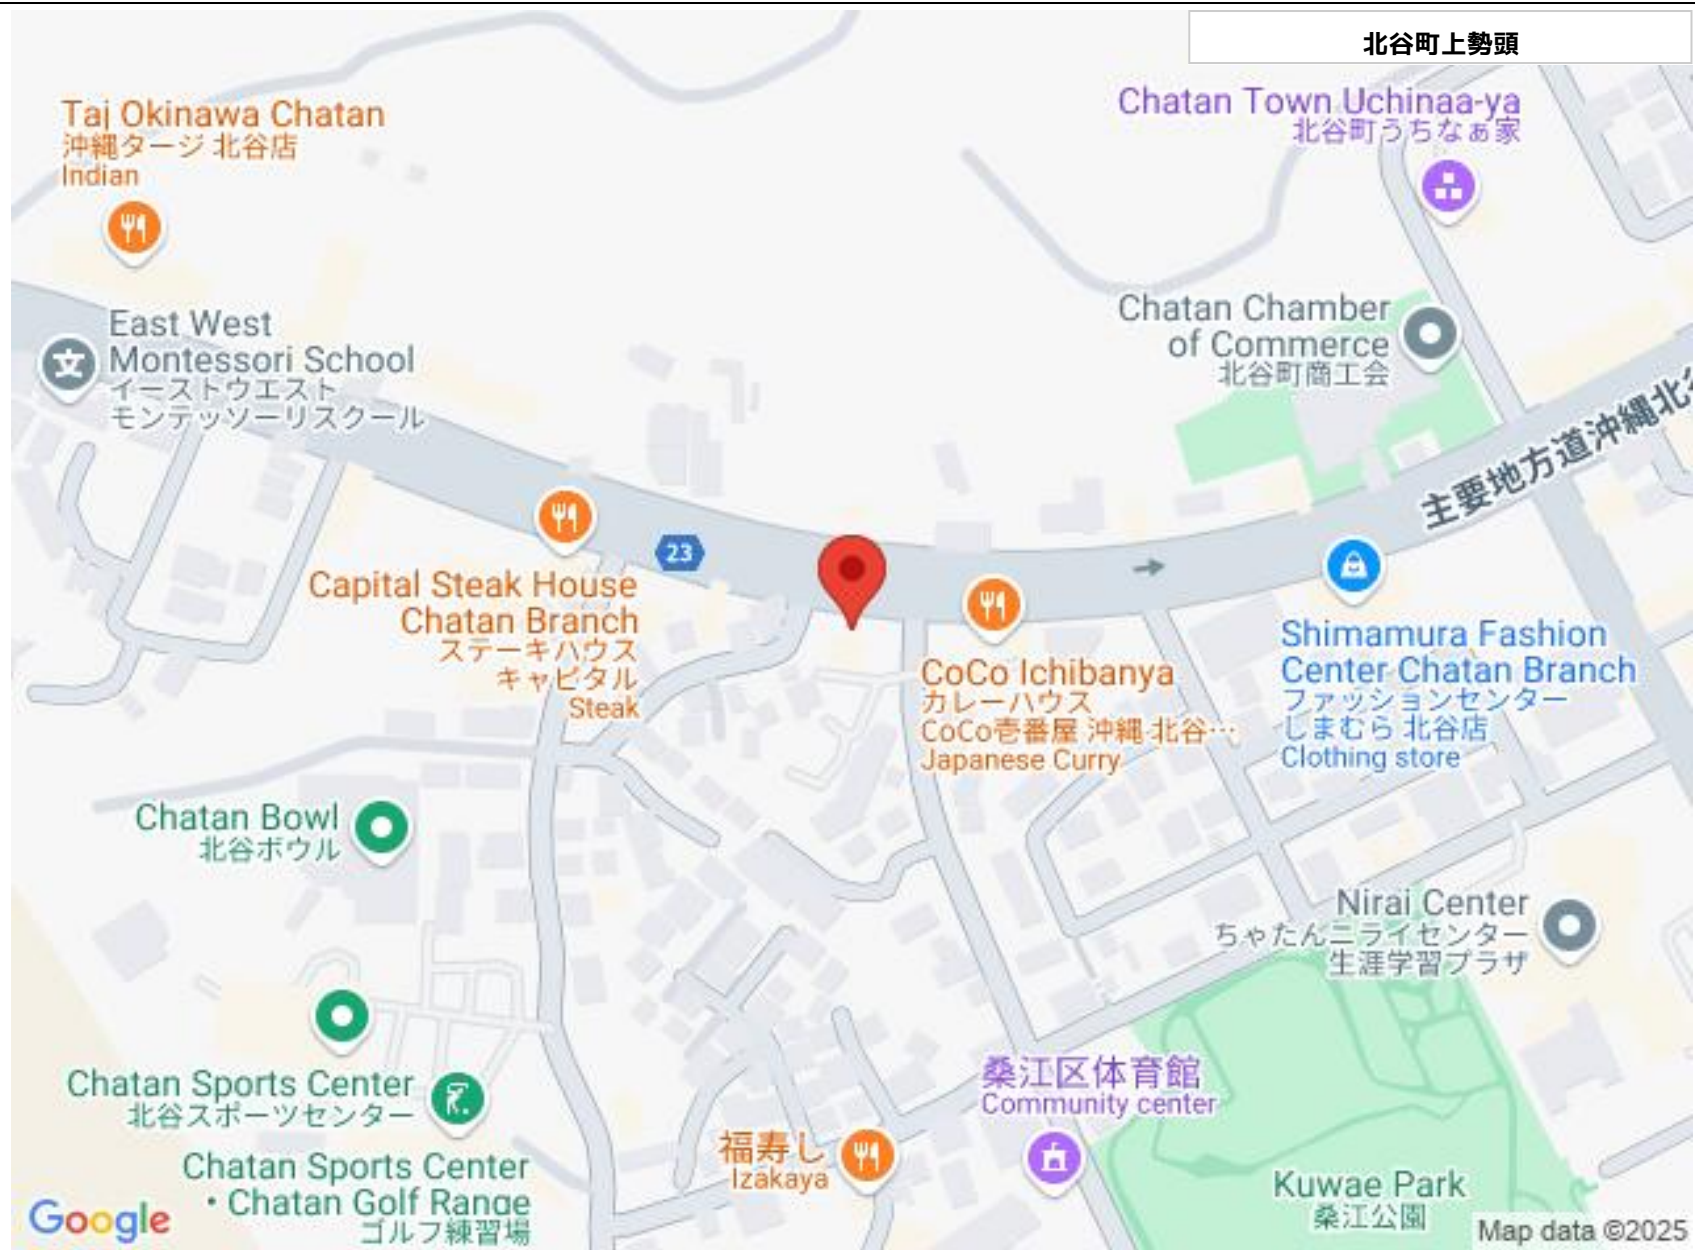 北谷町上勢頭
Taj Okinawa Chatan
沖縄タージ 北谷店
Indian
Chatan Town Uchinaa-ya
北谷町うちなぁ家
East West
Montessori School
イーストウエスト
モンテッソーリスクール
Chatan Chamber
of Commerce
北谷町商工会
主要地方道沖縄北谷
23
Capital Steak House
Chatan Branch
ステーキハウス
キャピタル
Steak
CoCo Ichibanya
カレーハウス
CoCo壱番屋 沖縄 北谷…
Japanese Curry
Shimamura Fashion
Center Chatan Branch
ファッションセンター
しまむら 北谷店
Clothing store
Chatan Bowl
北谷ボウル
Nirai Center
ちゃたんニライセンター
生涯学習プラザ
Chatan Sports Center
北谷スポーツセンター
Chatan Sports Center
・Chatan Golf Range
ゴルフ練習場
桑江区体育館
Community center
福寿し
Izakaya
Kuwae Park
桑江公園
Google
Map data ©2025